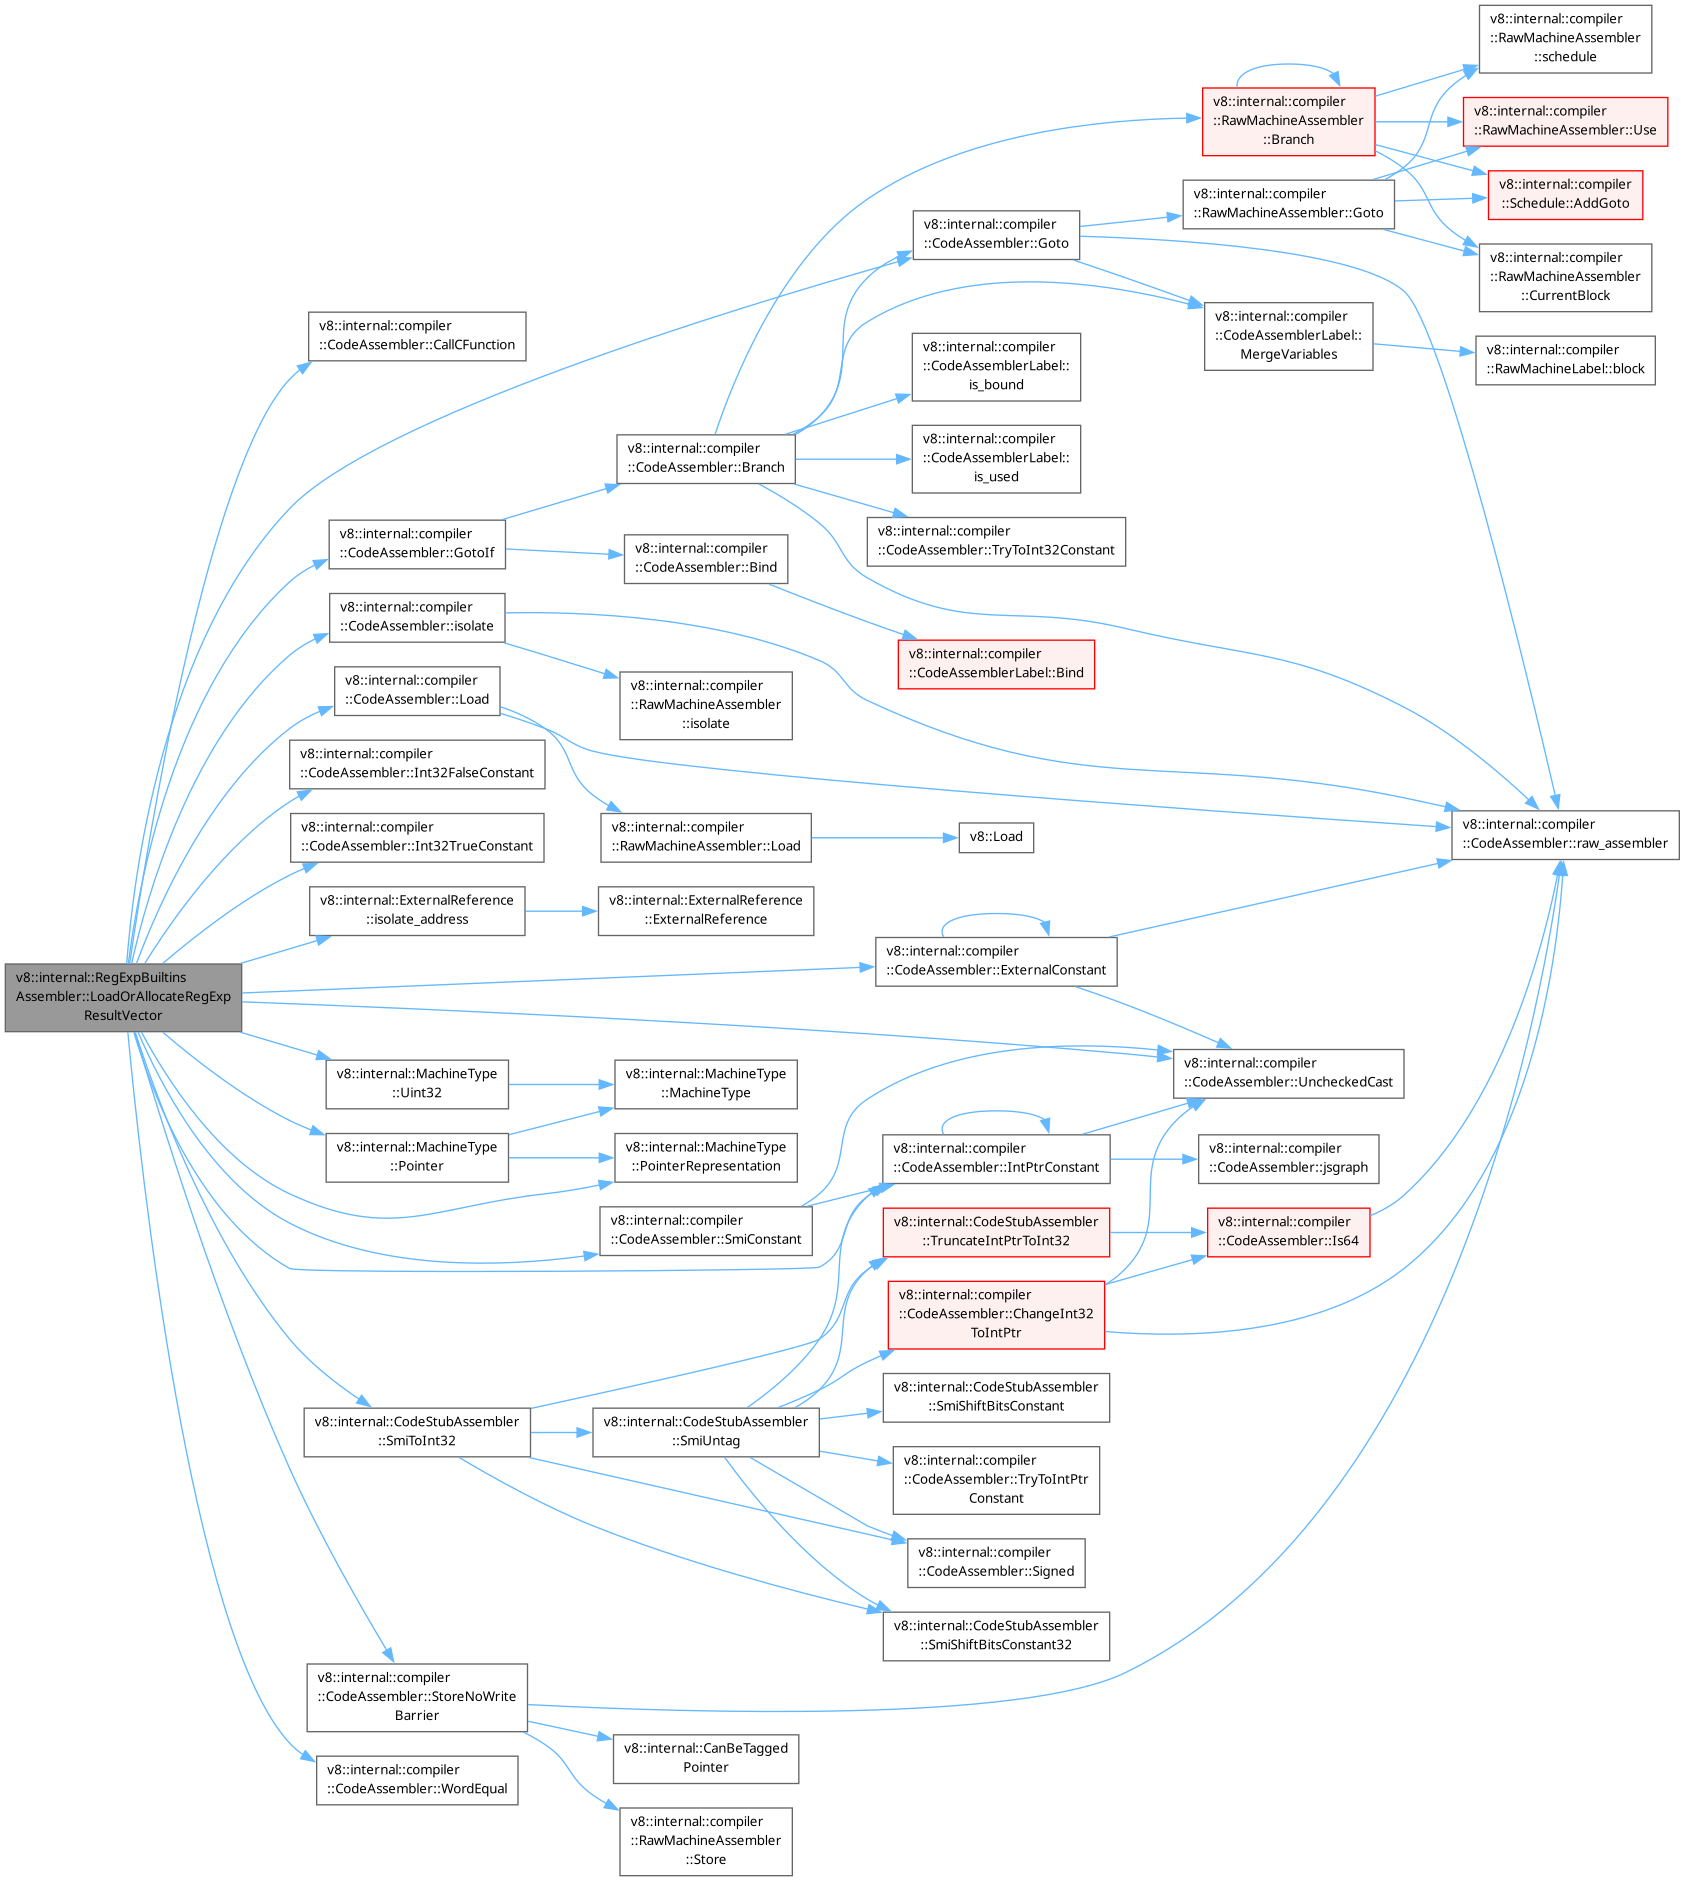 v8::internal::compiler
::RawMachineAssembler
::schedule
v8::internal::compiler
::RawMachineAssembler
::Branch
v8::internal::compiler
::RawMachineAssembler::Use
v8::internal::compiler
::Schedule::AddGoto
v8::internal::compiler
::RawMachineAssembler::Goto
v8::internal::compiler
::CodeAssembler::Goto
v8::internal::compiler
::RawMachineAssembler
::CurrentBlock
v8::internal::compiler
::CodeAssembler::CallCFunction
v8::internal::compiler
::CodeAssemblerLabel::
MergeVariables
v8::internal::compiler
::RawMachineLabel::block
v8::internal::compiler
::CodeAssemblerLabel::
is_bound
v8::internal::compiler
::CodeAssembler::Branch
v8::internal::compiler
::CodeAssemblerLabel::
is_used
v8::internal::compiler
::CodeAssembler::GotoIf
v8::internal::compiler
::CodeAssembler::TryToInt32Constant
v8::internal::compiler
::CodeAssembler::Bind
v8::internal::compiler
::CodeAssembler::isolate
v8::internal::compiler
::CodeAssemblerLabel::Bind
v8::internal::compiler
::CodeAssembler::Load
v8::internal::compiler
::RawMachineAssembler
::isolate
v8::internal::compiler
::CodeAssembler::Int32FalseConstant
v8::internal::compiler
::CodeAssembler::Int32TrueConstant
v8::internal::compiler
::RawMachineAssembler::Load
v8::Load
v8::internal::compiler
::CodeAssembler::raw_assembler
v8::internal::ExternalReference
::isolate_address
v8::internal::ExternalReference
::ExternalReference
v8::internal::compiler
::CodeAssembler::ExternalConstant
v8::internal::RegExpBuiltins
Assembler::LoadOrAllocateRegExp
ResultVector
v8::internal::MachineType
::Uint32
v8::internal::MachineType
::MachineType
v8::internal::compiler
::CodeAssembler::UncheckedCast
v8::internal::MachineType
::Pointer
v8::internal::MachineType
::PointerRepresentation
v8::internal::compiler
::CodeAssembler::IntPtrConstant
v8::internal::compiler
::CodeAssembler::jsgraph
v8::internal::compiler
::CodeAssembler::SmiConstant
v8::internal::CodeStubAssembler
::TruncateIntPtrToInt32
v8::internal::compiler
::CodeAssembler::Is64
v8::internal::compiler
::CodeAssembler::ChangeInt32
ToIntPtr
v8::internal::CodeStubAssembler
::SmiShiftBitsConstant
v8::internal::CodeStubAssembler
::SmiToInt32
v8::internal::CodeStubAssembler
::SmiUntag
v8::internal::compiler
::CodeAssembler::TryToIntPtr
Constant
v8::internal::compiler
::CodeAssembler::Signed
v8::internal::CodeStubAssembler
::SmiShiftBitsConstant32
v8::internal::compiler
::CodeAssembler::StoreNoWrite
Barrier
v8::internal::CanBeTagged
Pointer
v8::internal::compiler
::CodeAssembler::WordEqual
v8::internal::compiler
::RawMachineAssembler
::Store